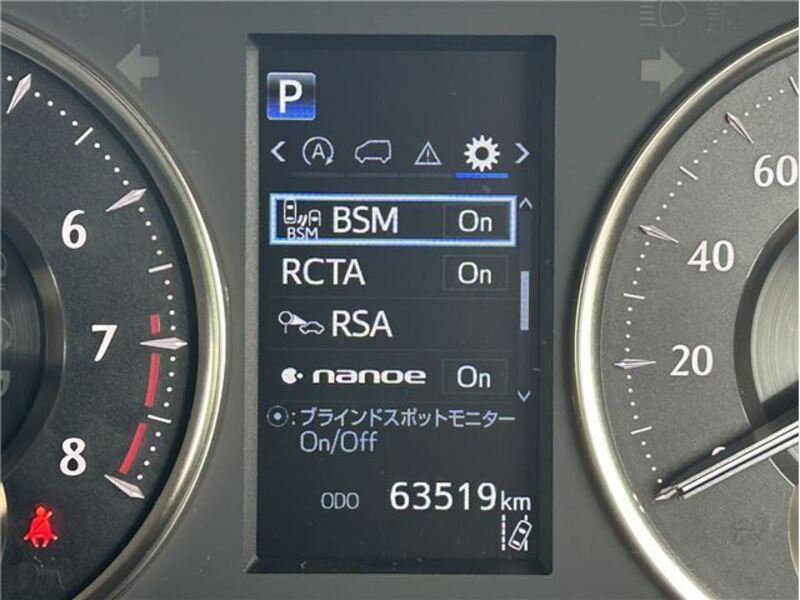 P
A
BSM BSM On
RCTA On
RSA
nanoe On
: ブラインドスポットモニター
On/Off
ODO 63519km
6
7
8
60
40
20